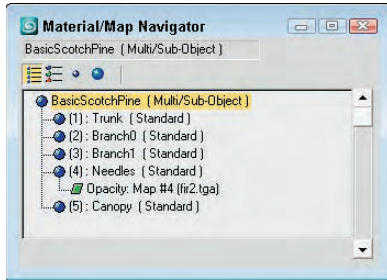 Material/Map Navigator
BasicScotchPine ( Multi/Sub-Object )
BasicScotchPine ( Multi/Sub-Object )
(1) : Trunk ( Standard )
(2) : Branch0 ( Standard )
(3) : Branch1 ( Standard )
(4) : Needles ( Standard )
Opacity: Map #4 (fir2.tga)
(5) : Canopy ( Standard )